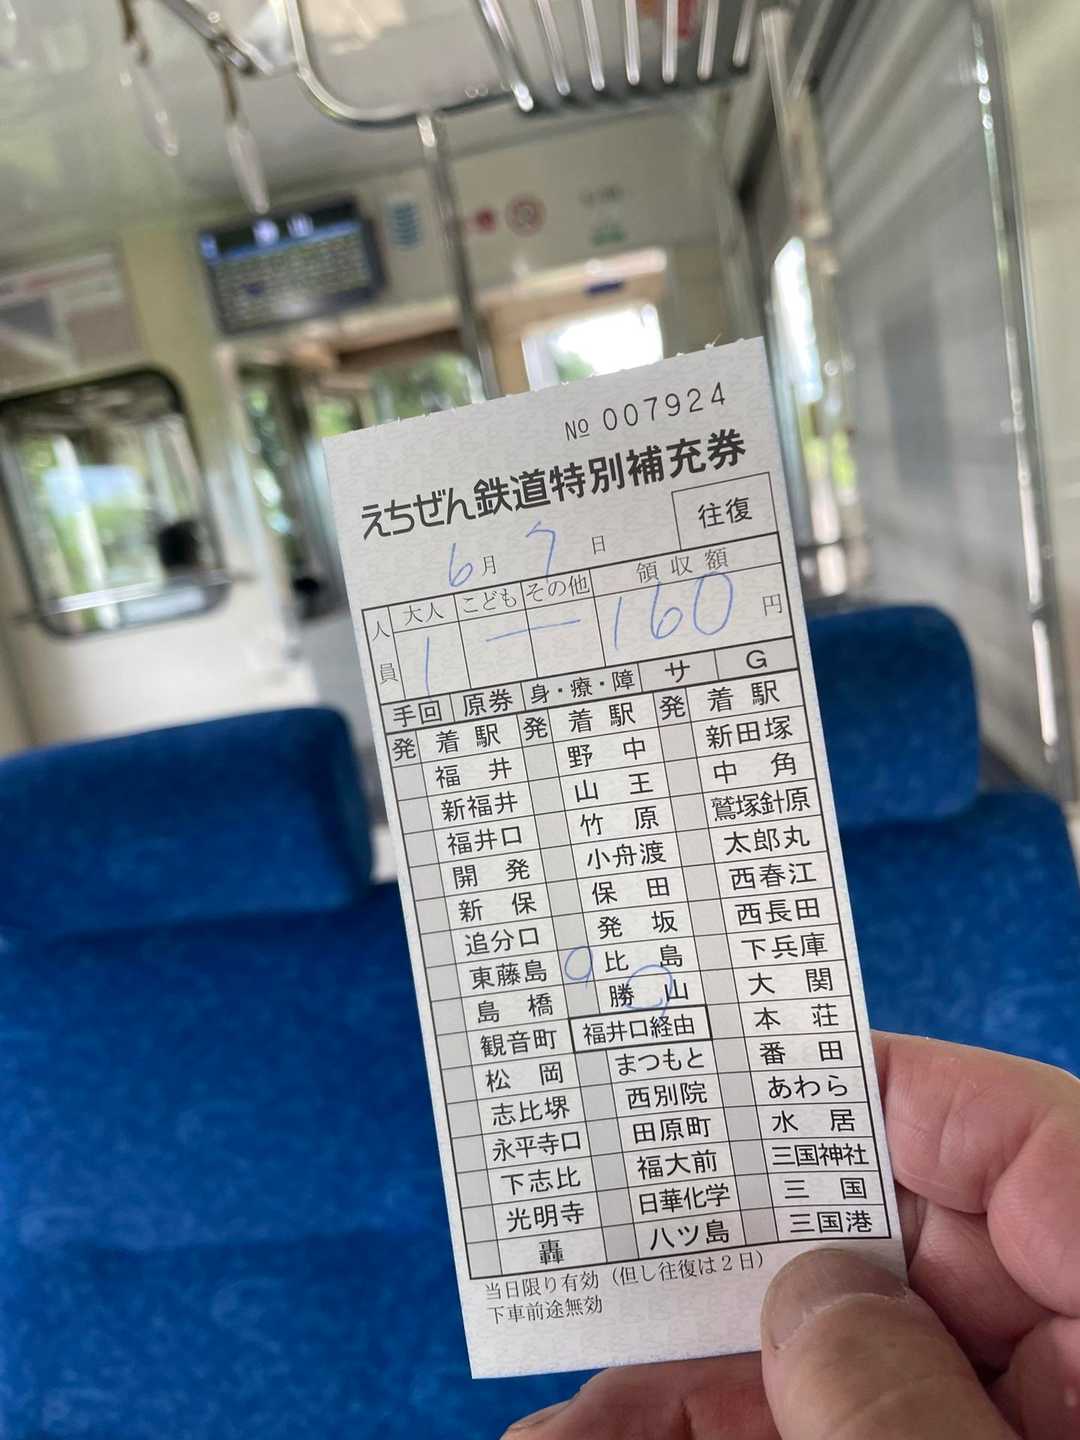 № 007924
えちぜん鉄道特別補充券
往復
6月 7日
人員 大人 こども その他 領収額
1 — 160円
手回 原券 身・療・障 サ G
発 着駅 発 着駅 発 着駅
福井 野中 新田塚
新福井 山王 中角
福井口 竹原 鷲塚針原
開発 小舟渡 太郎丸
新保 保田 西春江
追分口 発坂 西長田
東藤島 比島 下兵庫
島橋 勝山 大関
観音町 福井口経由 本荘
松岡 まつもと 番田
志比堺 西別院 あわら
永平寺口 田原町 水居
下志比 福大前 三国神社
光明寺 日華化学 三国
轟 八ツ島 三国港
当日限り有効（但し往復は2日）
下車前途無効